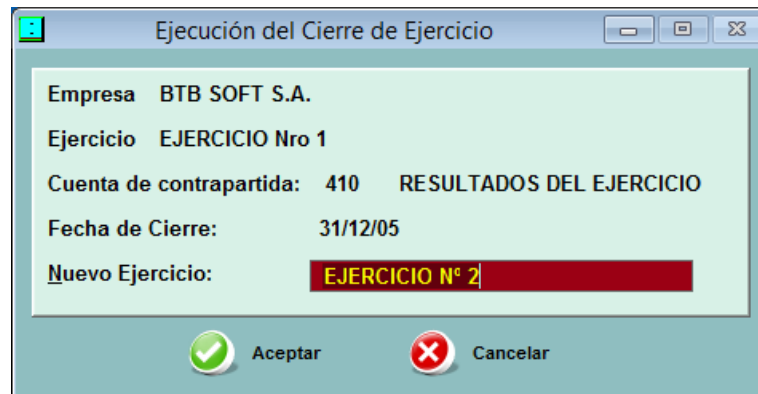 Ejecución del Cierre de Ejercicio
Empresa BTB SOFT S.A.
Ejercicio EJERCICIO Nro 1
Cuenta de contrapartida: 410 RESULTADOS DEL EJERCICIO
Fecha de Cierre: 31/12/05
Nuevo Ejercicio: EJERCICIO Nº 2
Aceptar Cancelar